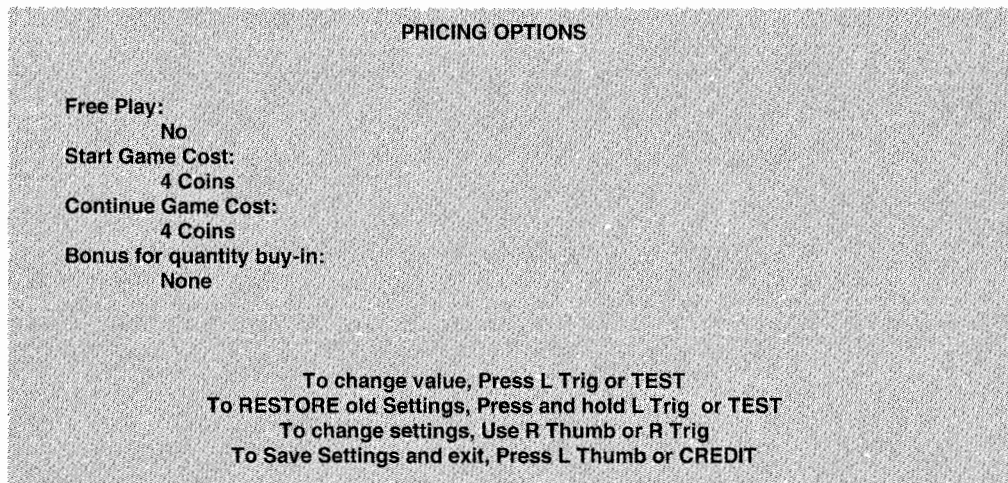 PRICING OPTIONS
Free Play:
No
Start Game Cost:
4 Coins
Continue Game Cost:
4 Coins
Bonus for quantity buy-in:
None
To change value, Press L Trig or TEST
To RESTORE old Settings, Press and hold L Trig or TEST
To change settings, Use R Thumb or R Trig
To Save Settings and exit, Press L Thumb or CREDIT